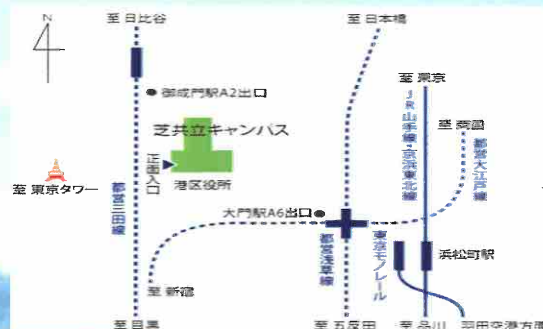 N
至 日比谷
至 日本橋
至 東京
御成門駅A2出口
JR山手線・京浜東北線
至 両国
芝共立キャンパス
都営大江戸線
正面入口
至 東京タワー
港区役所
都営三田線
大門駅A6出口
都営浅草線
東京モノレール
浜松町駅
至 新宿
至 目黒
至 五反田
至 品川
羽田空港方面